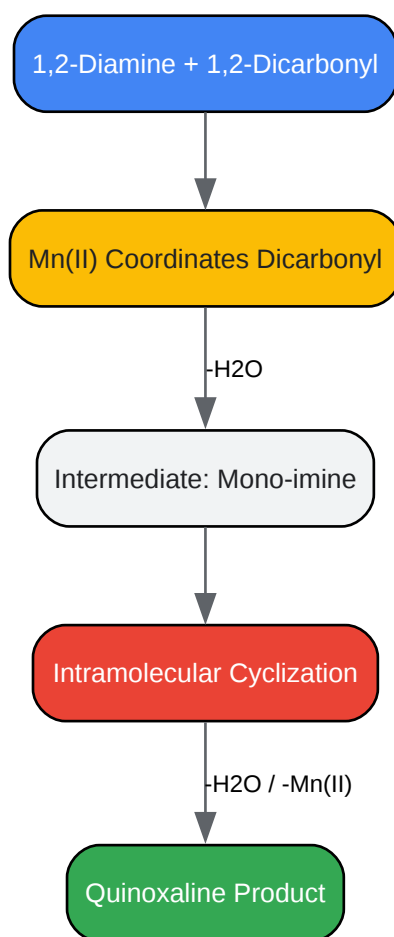 1,2-Diamine + 1,2-Dicarbonyl
Mn(II) Coordinates Dicarbonyl
-H2O
Intermediate: Mono-imine
Intramolecular Cyclization
-H2O / -Mn(II)
Quinoxaline Product